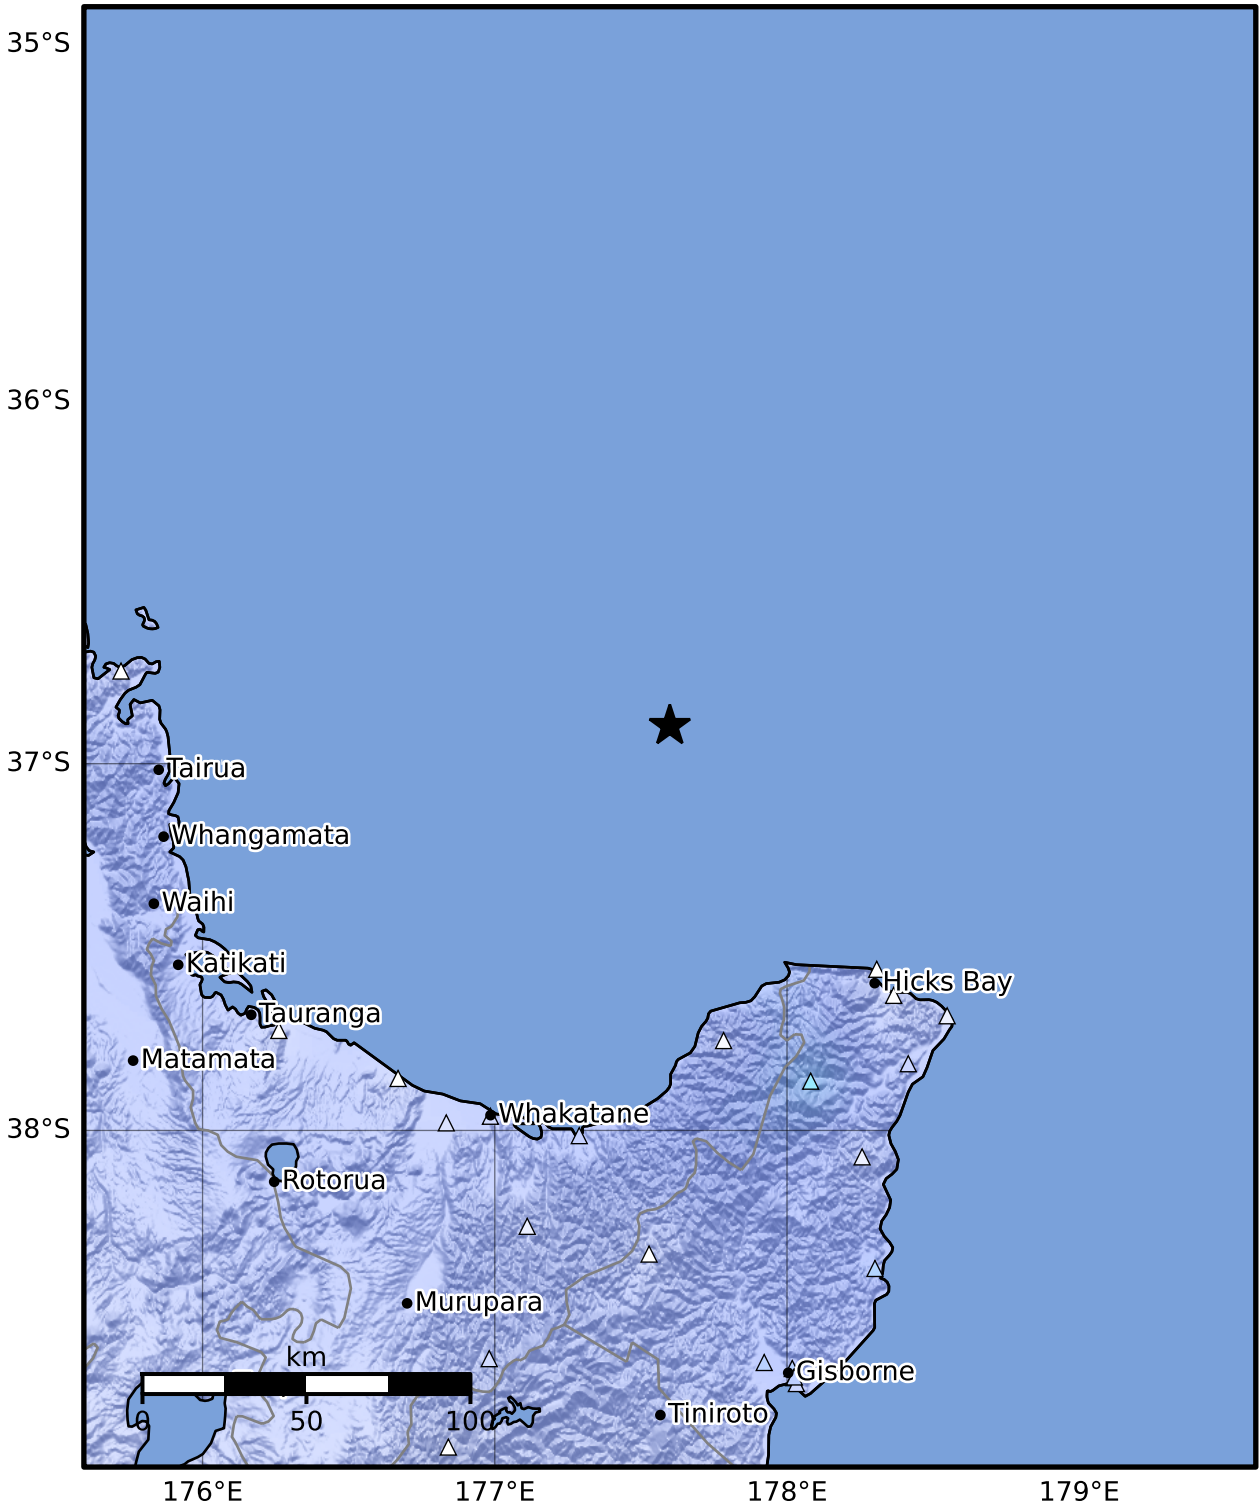 35°S
36°S
37°S
Tairua
Whangamata
Waihi
Katikati
Hicks Bay
Tauranga
Matamata
Whakatane
38°S
Rotorua
Murupara
km
Gisborne
0 50 100
Tiniroto
176°E 177°E 178°E 179°E